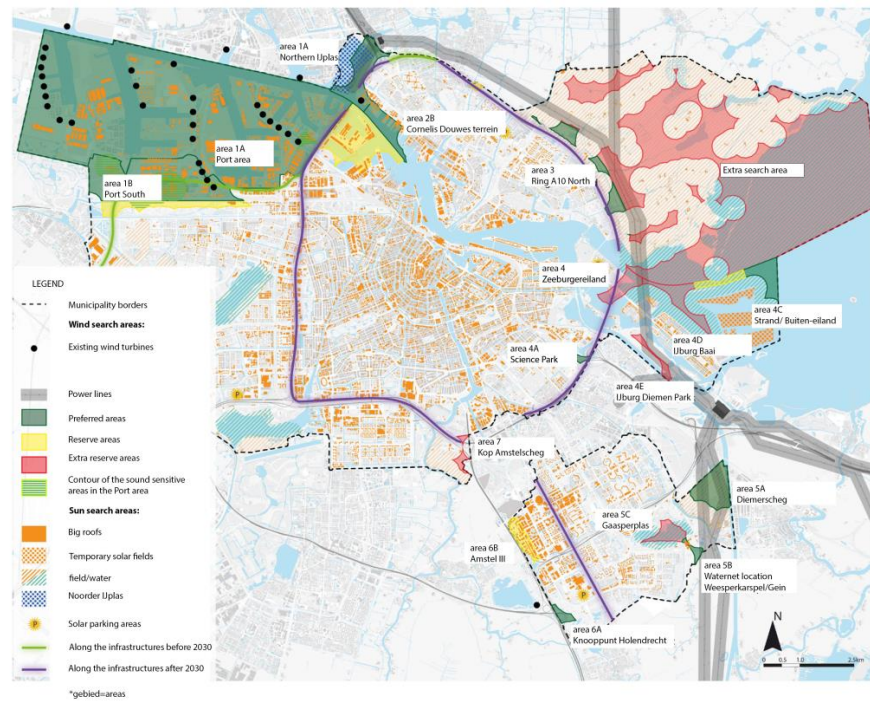 area 1A
Northern IJplas
area 2B
Cornelis Douwes terrein
area 1A
Port area
area 3
Ring A10 North
Extra search area
area 1B
Port South
area 4
Zeeburgereiland
area 4C
Strand/ Buiten-eiland
area 4D
IJburg Baai
area 4A
Science Park
area 4E
IJburg Diemen Park
area 7
Kop Amstelscheg
area 5A
Diemerscheg
area 5C
Gaasperplas
area 6B
Amstel III
area 5B
Waternet location
Weesperkarspel/Gein
area 6A
Knooppunt Holendrecht
LEGEND
Municipality borders
Wind search areas:
Existing wind turbines
Power lines
Preferred areas
Reserve areas
Extra reserve areas
Contour of the sound sensitive
areas in the Port area
Sun search areas:
Big roofs
Temporary solar fields
field/water
Noorder IJplas
P
Solar parking areas
Along the infrastructures before 2030
Along the infrastructures after 2030
*gebied=areas
P
P
N
0 0.5 1.0 2.5km